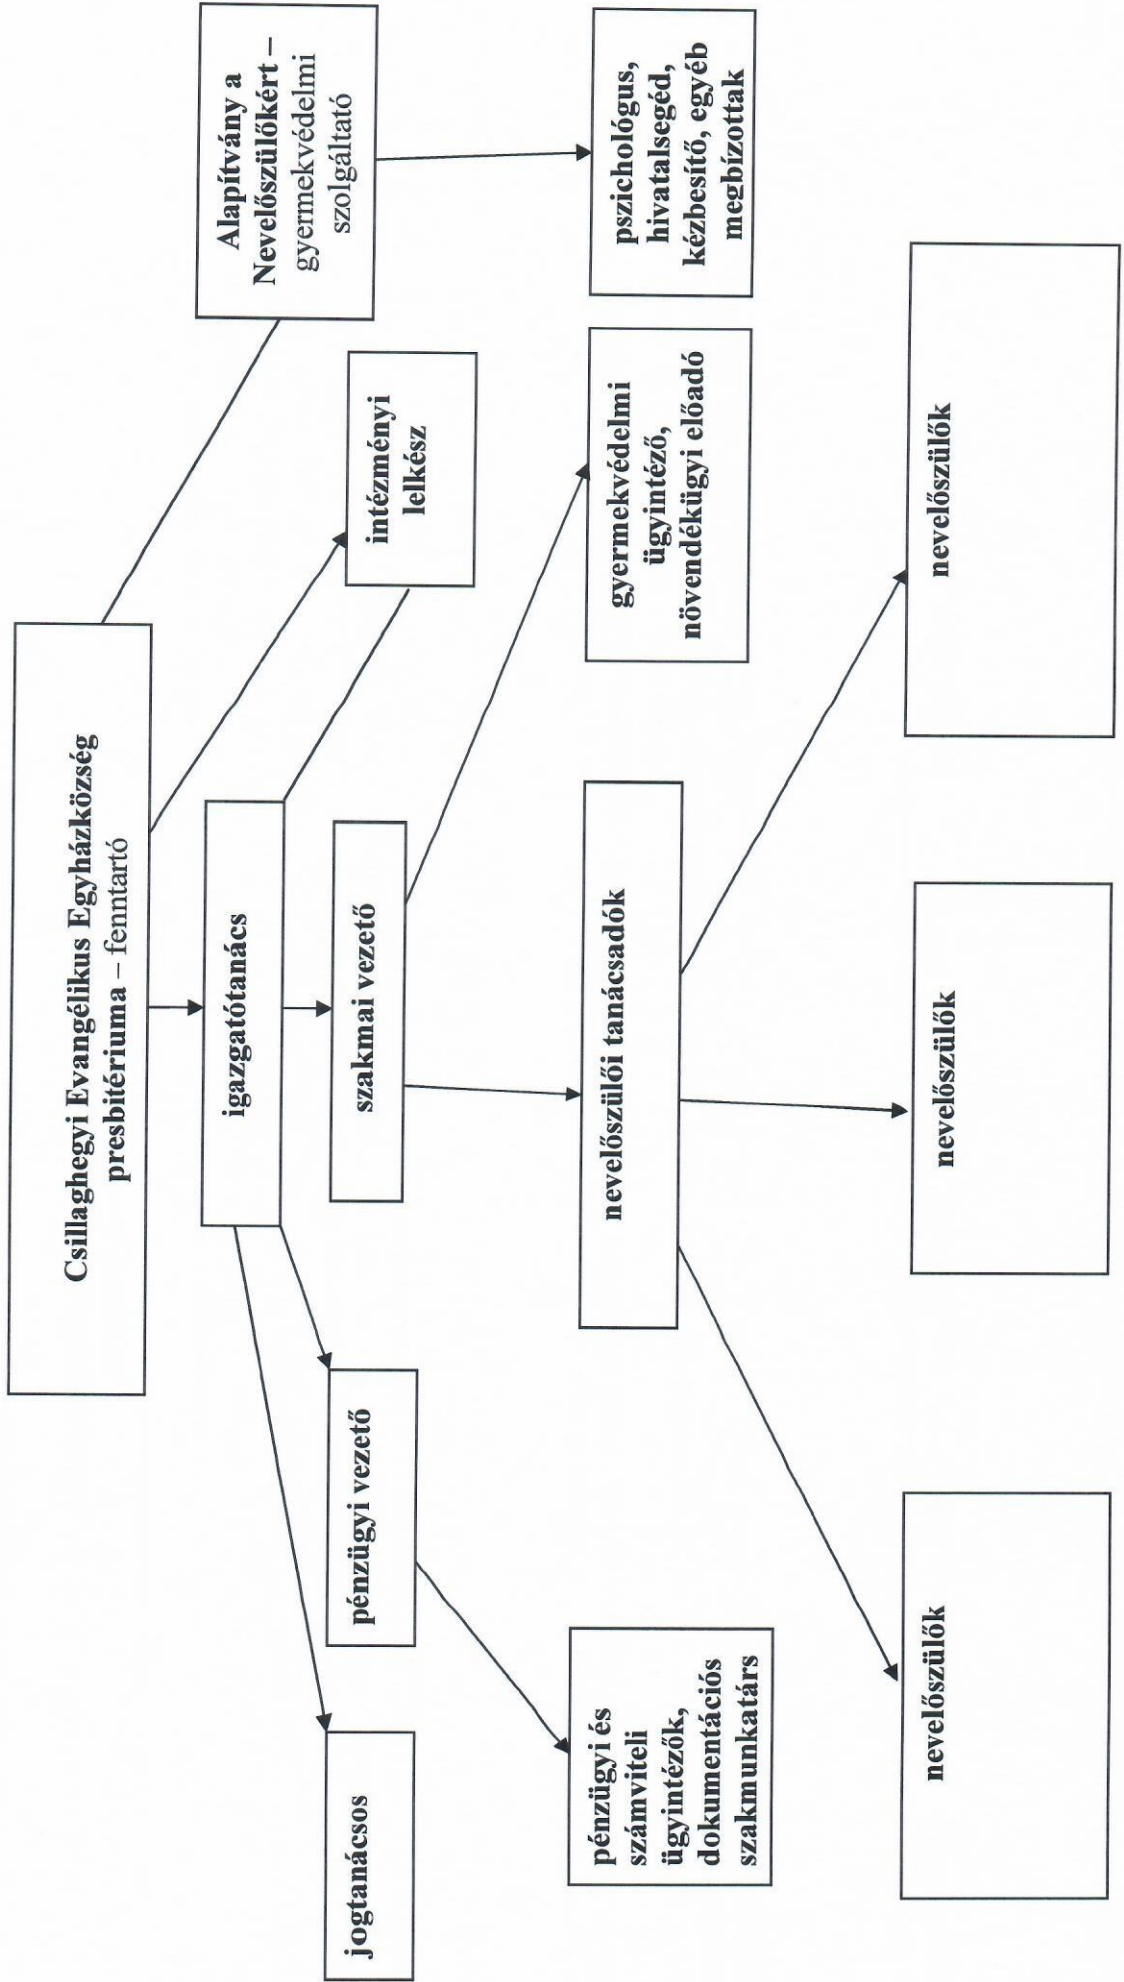 Csillaghegyi Evangélikus Egyházközség
presbitériuma – fenntartó
Alapítvány a
Nevelőszülőkért –
gyermekvédelmi
szolgáltató
igazgatótanács
intézményi
lelkész
jogtanácsos
pénzügyi vezető
szakmai vezető
pénzügyi és
számviteli
ügyintézők,
dokumentációs
szakmunkatárs
nevelőszülői tanácsadók
gyermekvédelmi
ügyintéző,
növendékügyi előadó
pszichológus,
hivatalsegéd,
kézbesítő, egyéb
megbízottak
nevelőszülők
nevelőszülők
nevelőszülők